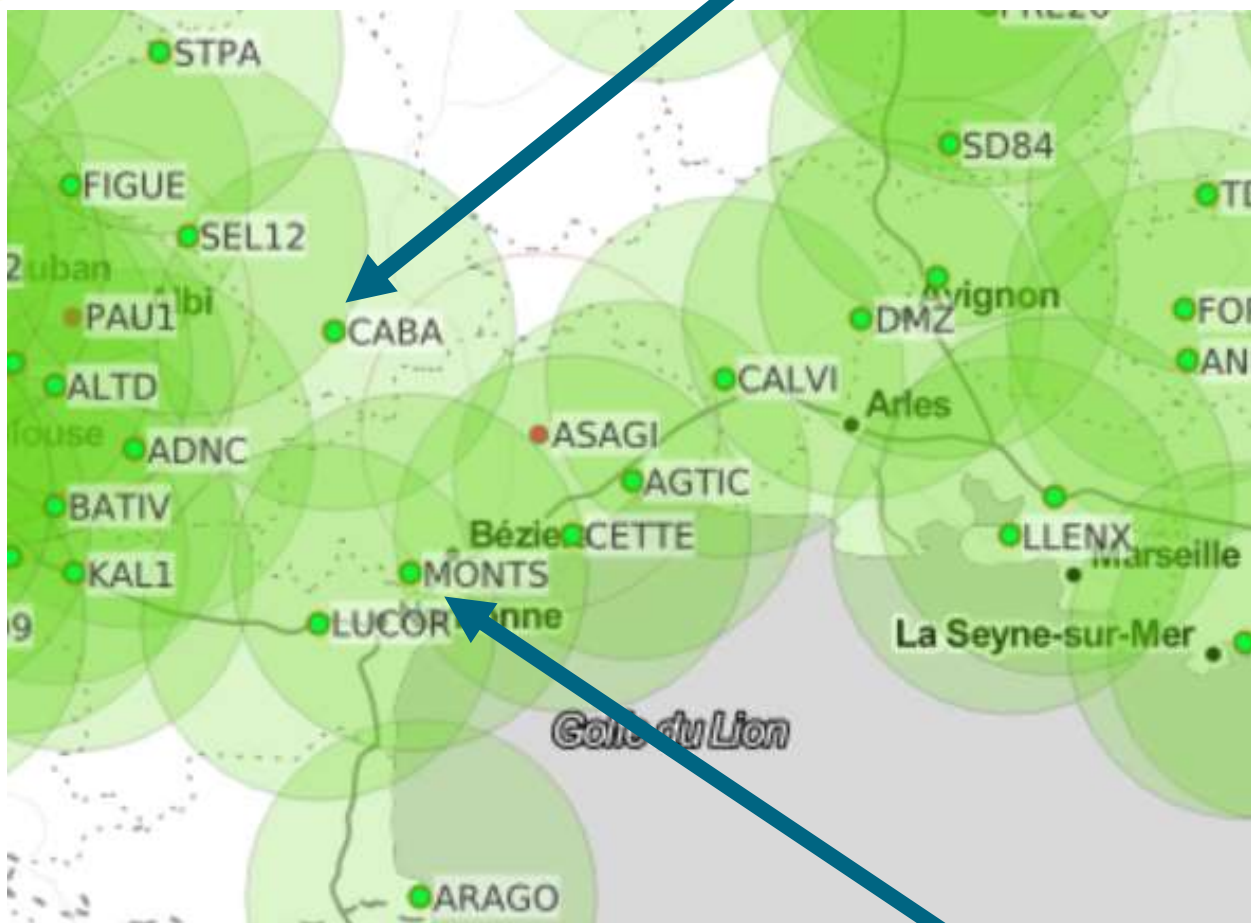 STPA
SD84
FIGUE
SEL12
PAU1
CABA
Avignon
DMZ
ALTD
CALVI
Arles
ASAGI
ADNC
AGTIC
BATIV
CETTE
LLENX
Marseille
KAL1
MONTS
LUCOR
La Seyne-sur-Mer
Golfe du Lion
ARAGO